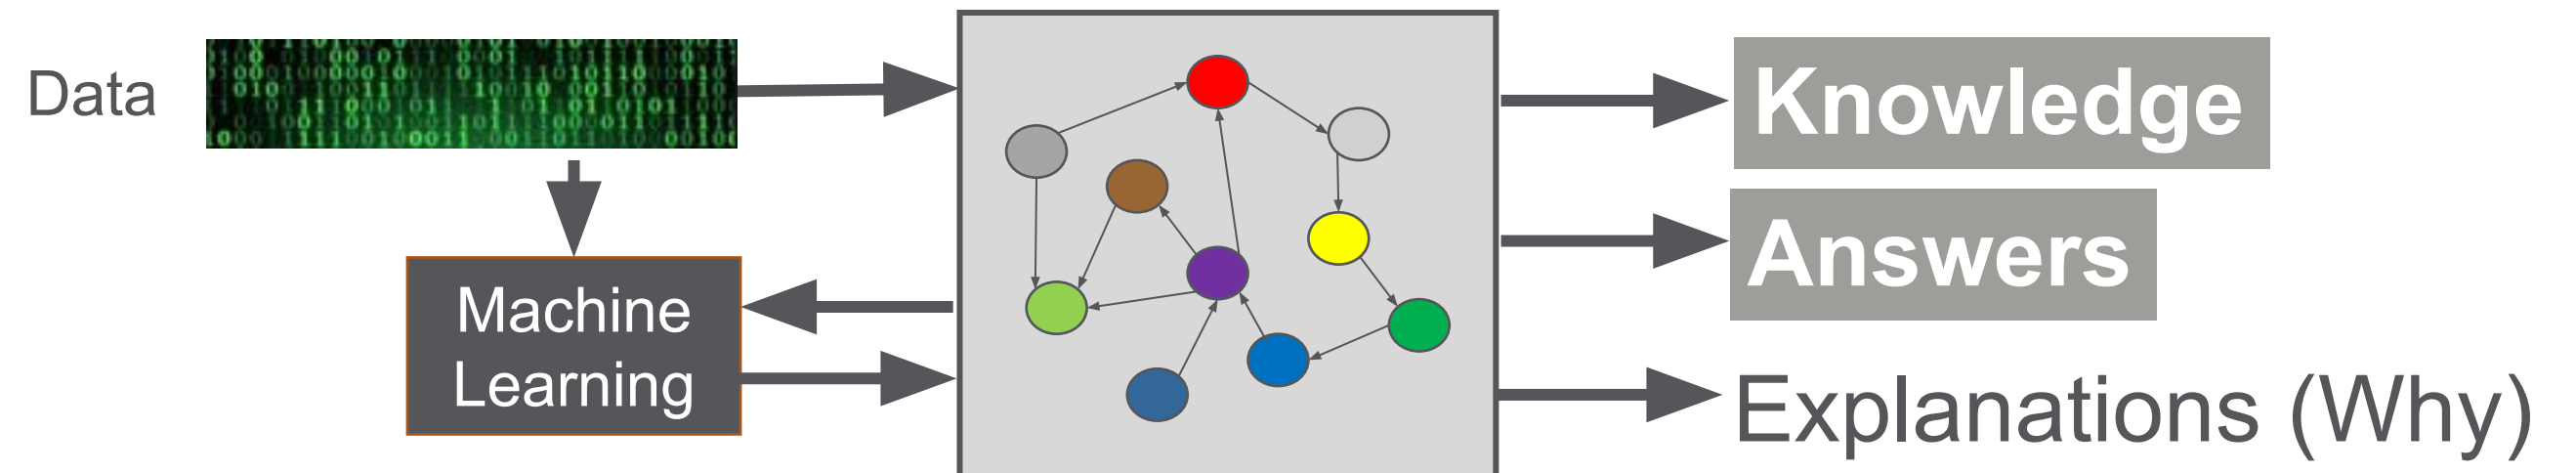 Data
Machine
Learning
Knowledge
Answers
Explanations (Why)